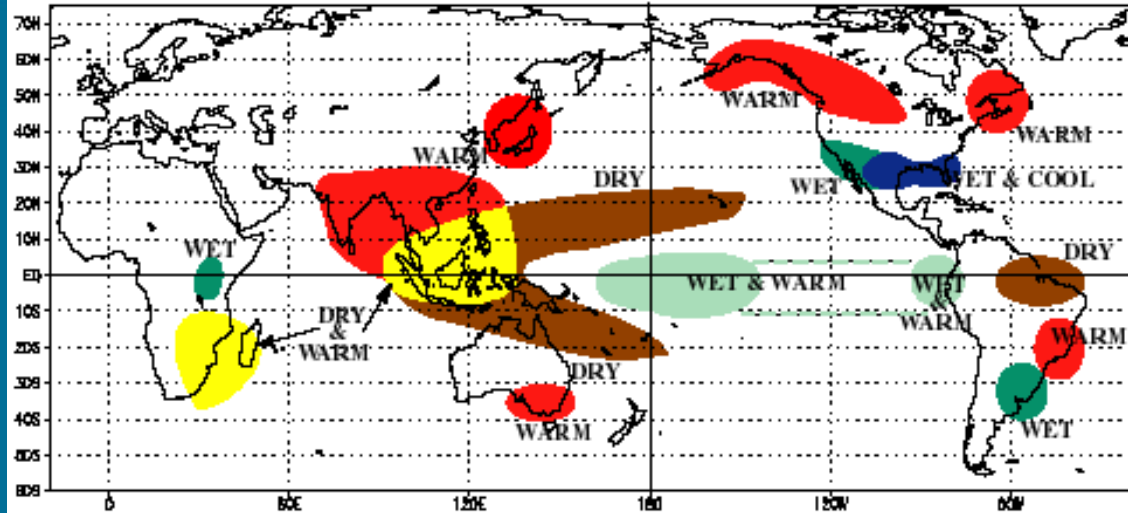 70N
60N
50N
40N
30N
20N
10N
EQ
10S
20S
30S
40S
50S
60S
0
60E
120E
180
120W
60W
WARM
WARM
WARM
DRY
WET
WET & COOL
WET
DRY
WET & WARM
WET
&
WARM
DRY
&
WARM
WARM
DRY
WARM
WET